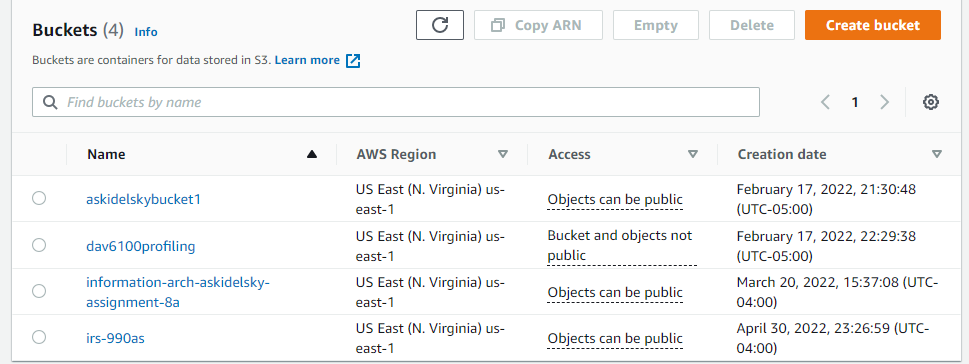 Buckets (4) Info
Copy ARN
Empty
Delete
Create bucket
Buckets are containers for data stored in S3. Learn more
Find buckets by name
1
Name
AWS Region
Access
Creation date
askidelskybucket1
US East (N. Virginia) us-
east-1
Objects can be public
February 17, 2022, 21:30:48
(UTC-05:00)
dav6100profiling
US East (N. Virginia) us-
east-1
Bucket and objects not
public
February 17, 2022, 22:29:38
(UTC-05:00)
information-arch-askidelsky-
assignment-8a
US East (N. Virginia) us-
east-1
Objects can be public
March 20, 2022, 15:37:08 (UTC-
04:00)
irs-990as
US East (N. Virginia) us-
east-1
Objects can be public
April 30, 2022, 23:26:59 (UTC-
04:00)